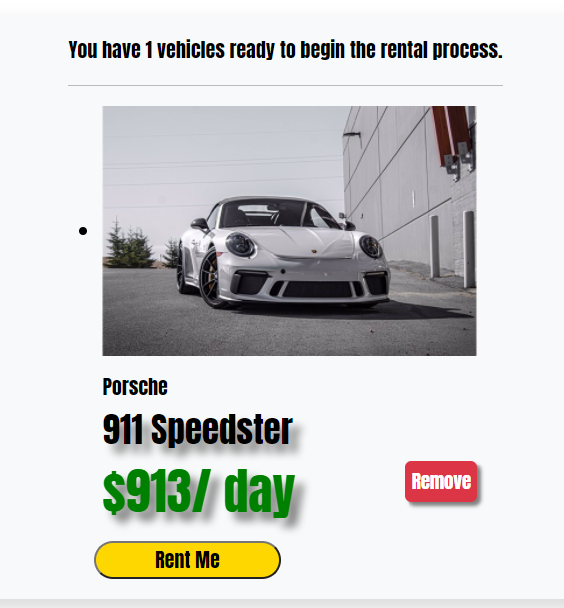 You have 1 vehicles ready to begin the rental process.
Porsche
911 Speedster
$913/ day
Remove
Rent Me